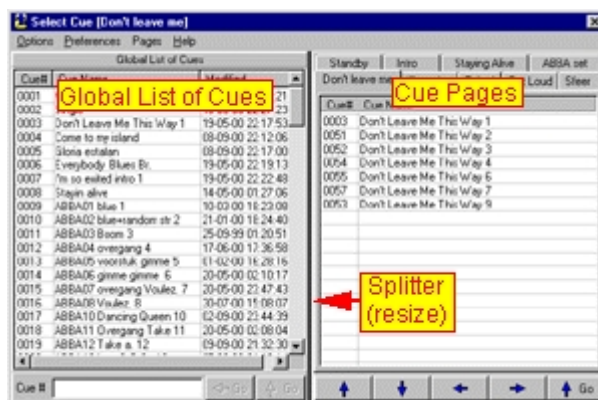 Select Cue [Don't leave me]
Options Preferences Pages Help
Global List of Cues
Cue# Cue Name Modified
Global List of Cues
0001 21
0002 23
0003 Don't Leave Me This Way 1 19-05-00 22:17:53
0004 Come to my island 08-09-00 22:12:06
0005 Gloria estafan 08-09-00 22:17:00
0006 Everybody Blues Br. 19-05-00 22:19:13
0007 I'm so exited intro 1 19-05-00 22:22:48
0008 Stayin alive 14-05-00 01:27:06
0009 ABBA01 blue 1 10-03-00 16:23:09
0010 ABBA02 blue+random str 2 21-01-00 18:24:40
0011 ABBA03 Boom 3 25-09-99 01:20:51
0012 ABBA04 overgang 4 17-06-00 17:36:58
0013 ABBA05 voorstuk gimme 5 01-02-00 16:28:16
0014 ABBA06 gimme gimme 6 20-05-00 02:10:17
0015 ABBA07 overgang Voulez. 7 20-05-00 23:47:43
0016 ABBA08 Voulez. 8 30-07-00 15:08:07
0017 ABBA10 Dancing Queen 10 02-09-00 23:44:39
0018 ABBA11 Overgang Take 11 20-05-00 02:08:04
0019 ABBA12 Take a. 12 09-09-00 21:32:30
Cue # Go Go
Standby Intro Staying Alive ABBA set
Don't leave me Loud Sfeer
Cue Pages
Cue#
0003 Don't Leave Me This Way 1
0051 Don't Leave Me This Way 2
0052 Don't Leave Me This Way 3
0054 Don't Leave Me This Way 4
0055 Don't Leave Me This Way 6
0057 Don't Leave Me This Way 7
0053 Don't Leave Me This Way 9
Splitter
(resize)
Go